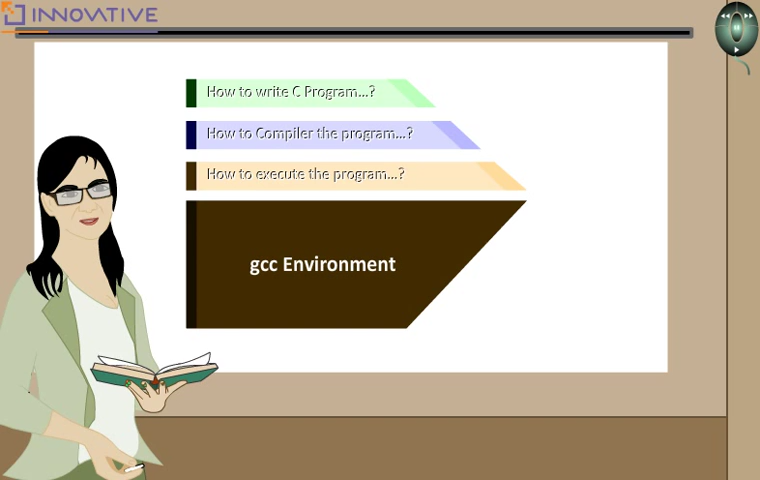 INNOVATIVE
How to write C Program...?
How to Compiler the program...?
How to execute the program...?
gcc Environment